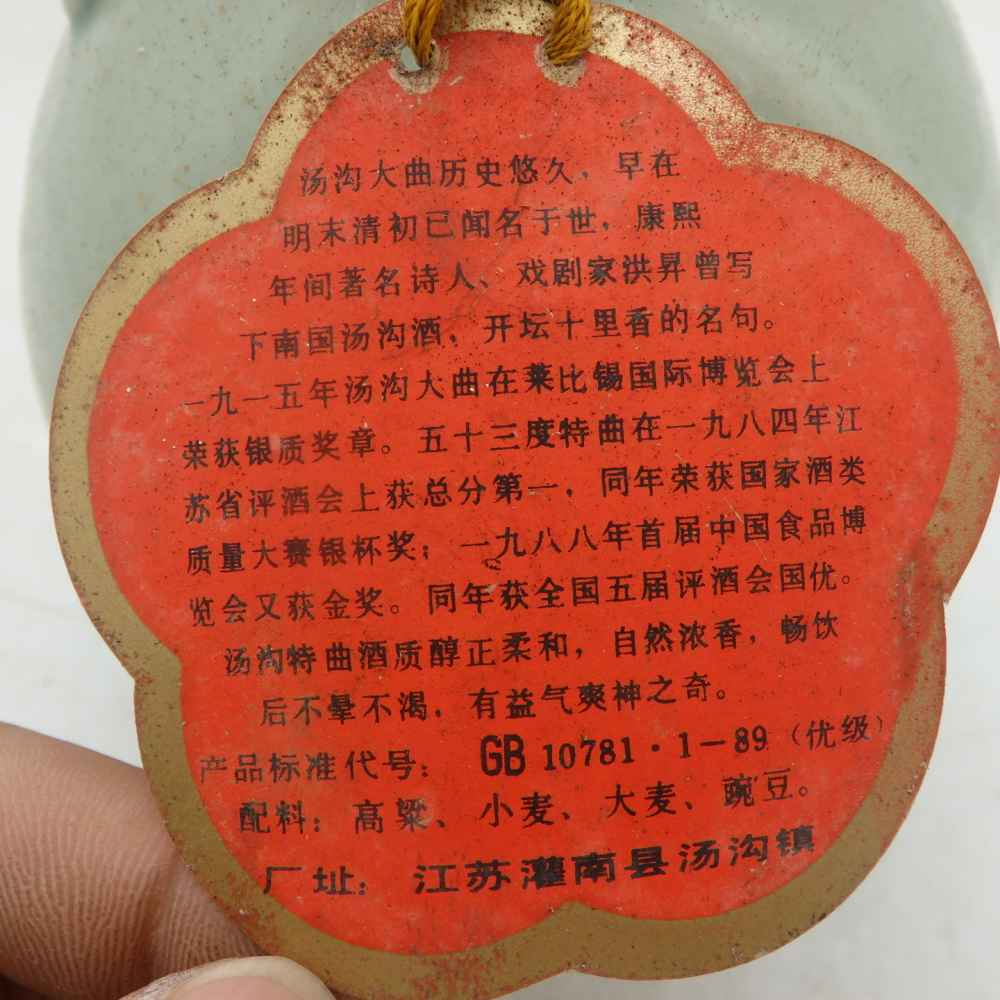 汤沟大曲历史悠久，早在
明末清初已闻名于世，康熙
年间著名诗人、戏剧家洪昇曾写
下南国汤沟酒，开坛十里香的名句。
一九一五年汤沟大曲在莱比锡国际博览会上
荣获银质奖章。五十三度特曲在一九八四年江
苏省评酒会上获总分第一，同年荣获国家酒类
质量大赛银杯奖；一九八八年首届中国食品博
览会又获金奖。同年获全国五届评酒会国优。
汤沟特曲酒质醇正柔和，自然浓香，畅饮
后不晕不渴，有益气爽神之奇。
产品标准代号：GB 10781·1－89（优级）
配料：高粱、小麦、大麦、豌豆。
厂址：江苏灌南县汤沟镇